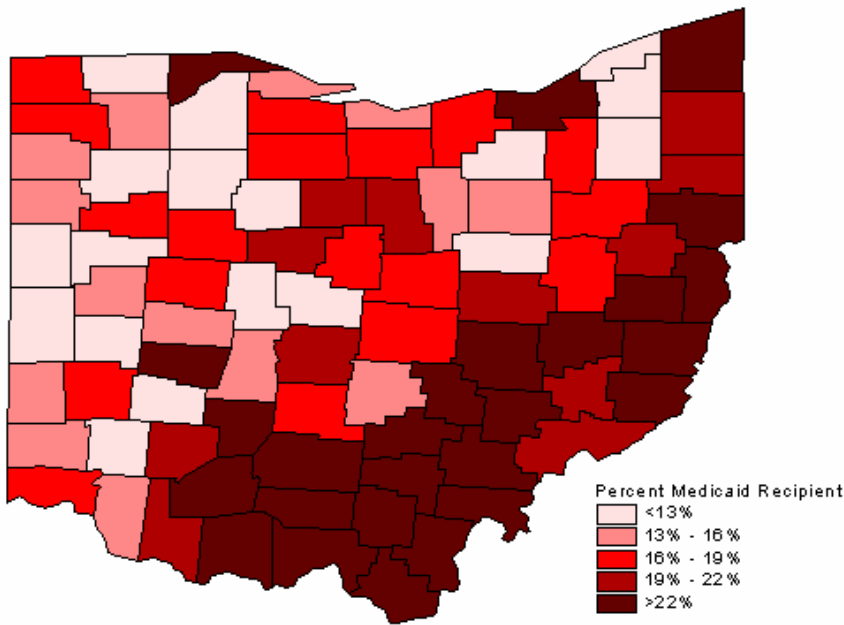 Percent Medicaid Recipient
<13%
13% - 16%
16% - 19%
19% - 22%
>22%